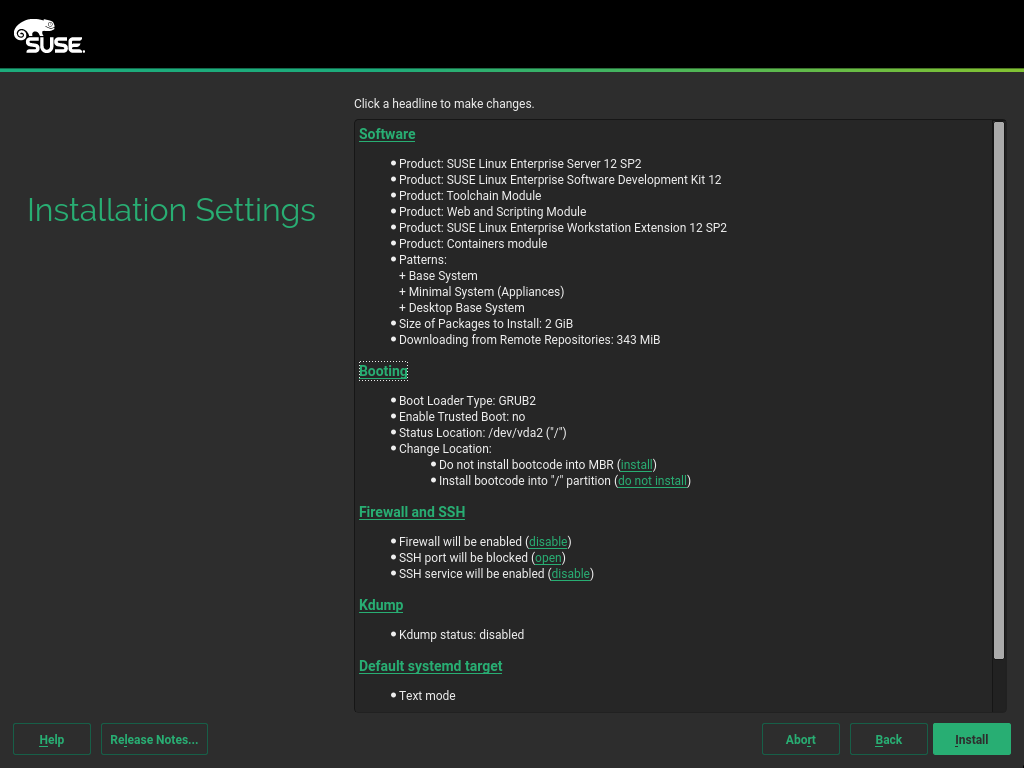 SUSE.
Click a headline to make changes.
Installation Settings
Software
Product: SUSE Linux Enterprise Server 12 SP2
Product: SUSE Linux Enterprise Software Development Kit 12
Product: Toolchain Module
Product: Web and Scripting Module
Product: SUSE Linux Enterprise Workstation Extension 12 SP2
Product: Containers module
Patterns:
+ Base System
+ Minimal System (Appliances)
+ Desktop Base System
Size of Packages to Install: 2 GiB
Downloading from Remote Repositories: 343 MiB
Booting
Boot Loader Type: GRUB2
Enable Trusted Boot: no
Status Location: /dev/vda2 ("/")
Change Location:
Do not install bootcode into MBR (install)
Install bootcode into "/" partition (do not install)
Firewall and SSH
Firewall will be enabled (disable)
SSH port will be blocked (open)
SSH service will be enabled (disable)
Kdump
Kdump status: disabled
Default systemd target
Text mode
Help
Release Notes...
Abort
Back
Install